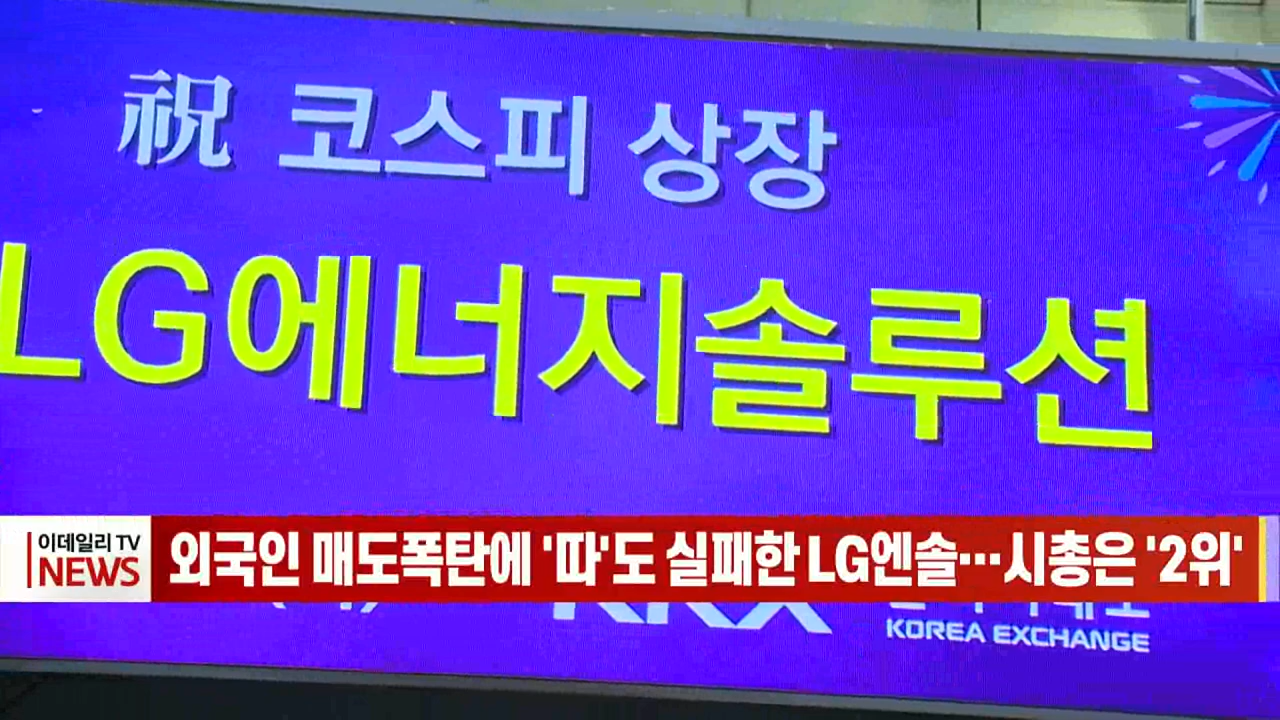 祝 코스피 상장
LG에너지솔루션
이데일리 TV
NEWS
외국인 매도폭탄에 '따'도 실패한 LG엔솔…시총은 '2위'
KRX
KOREA EXCHANGE